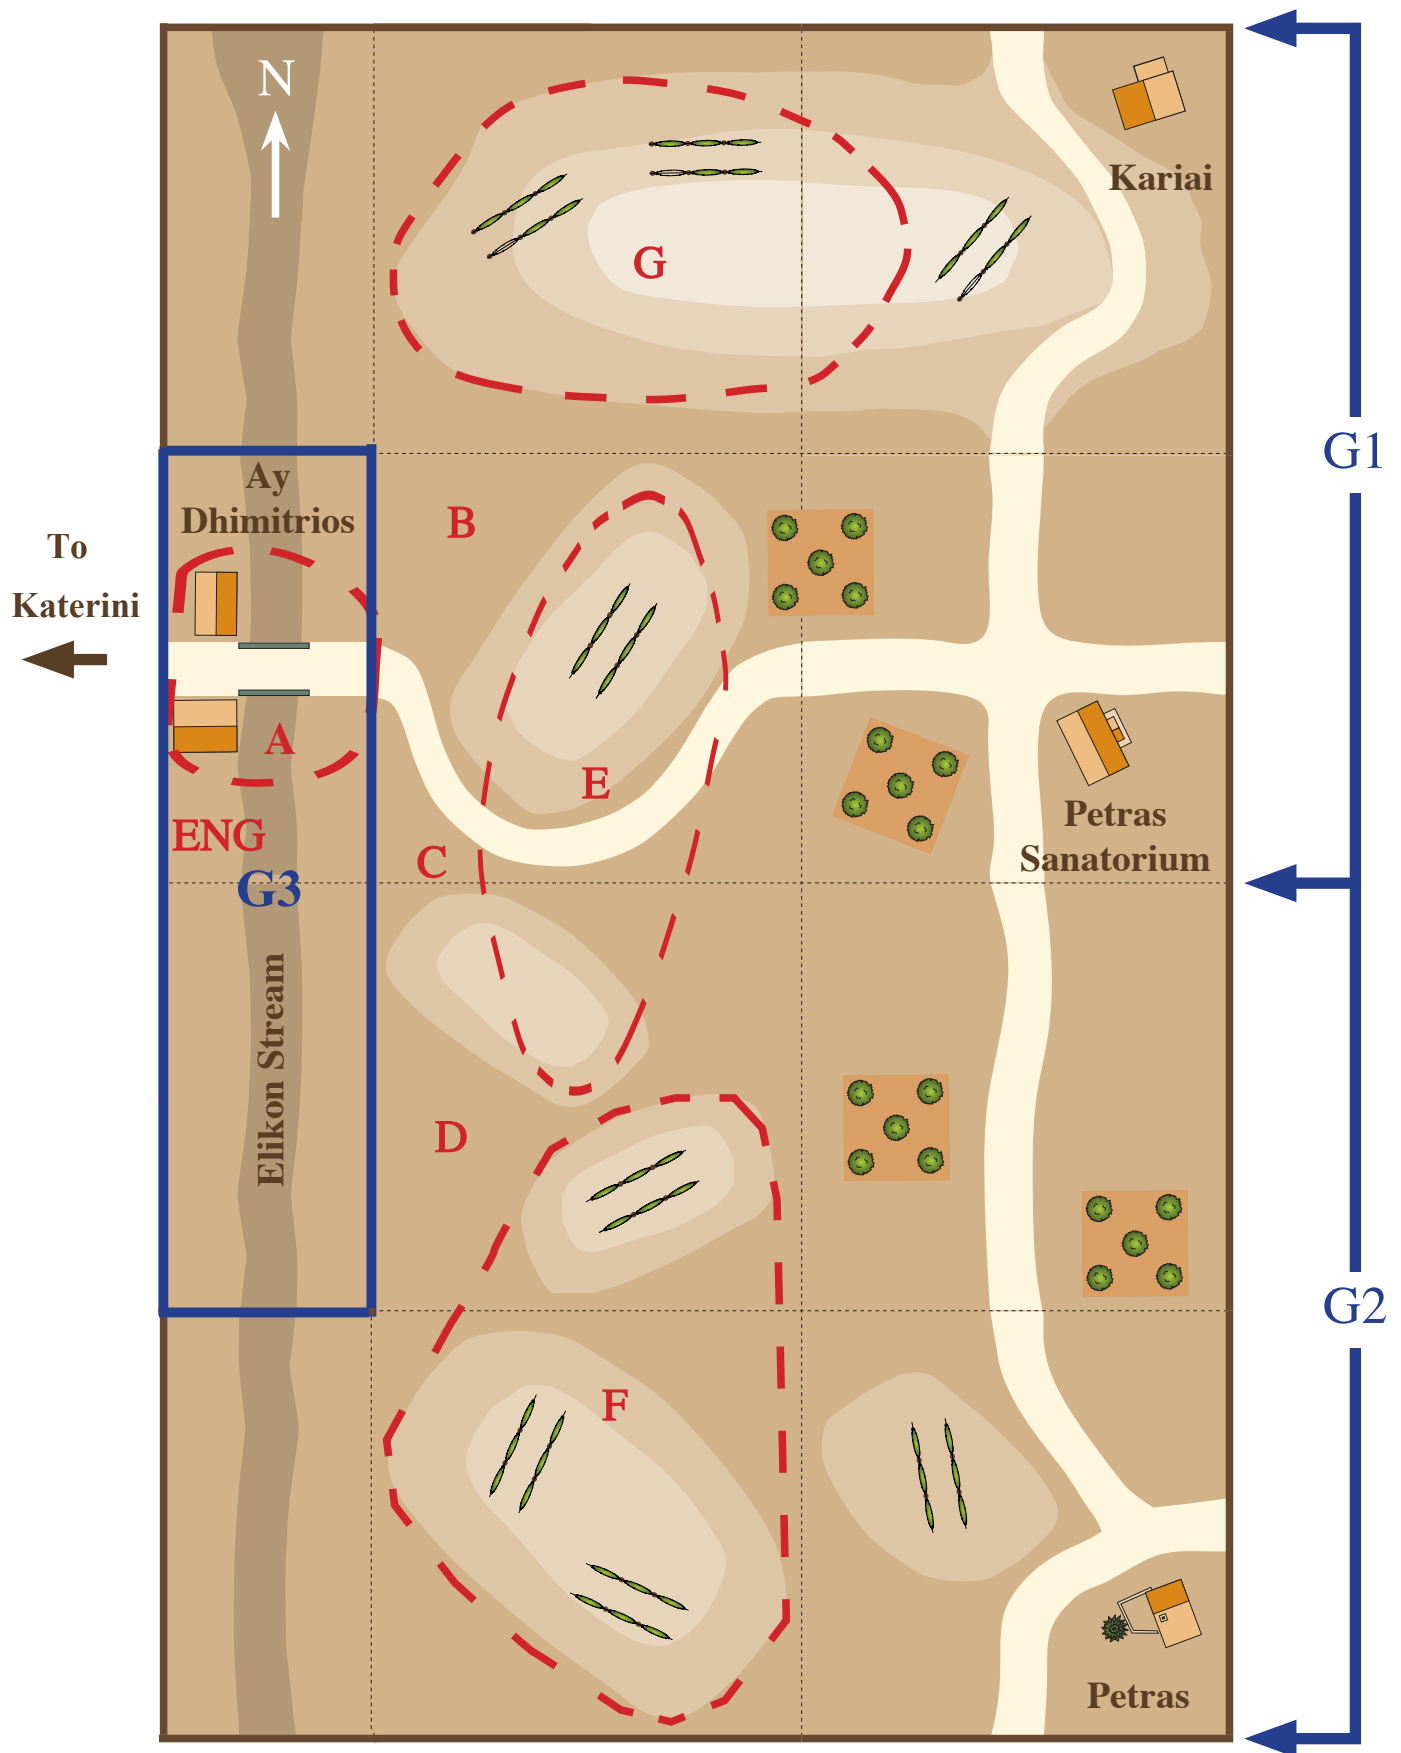 N
Kariai
G
G1
Ay
Dhimitrios
B
To
Katerini
A
E
ENG
C
G3
Petras
Sanatorium
Elikon Stream
D
G2
F
Petras